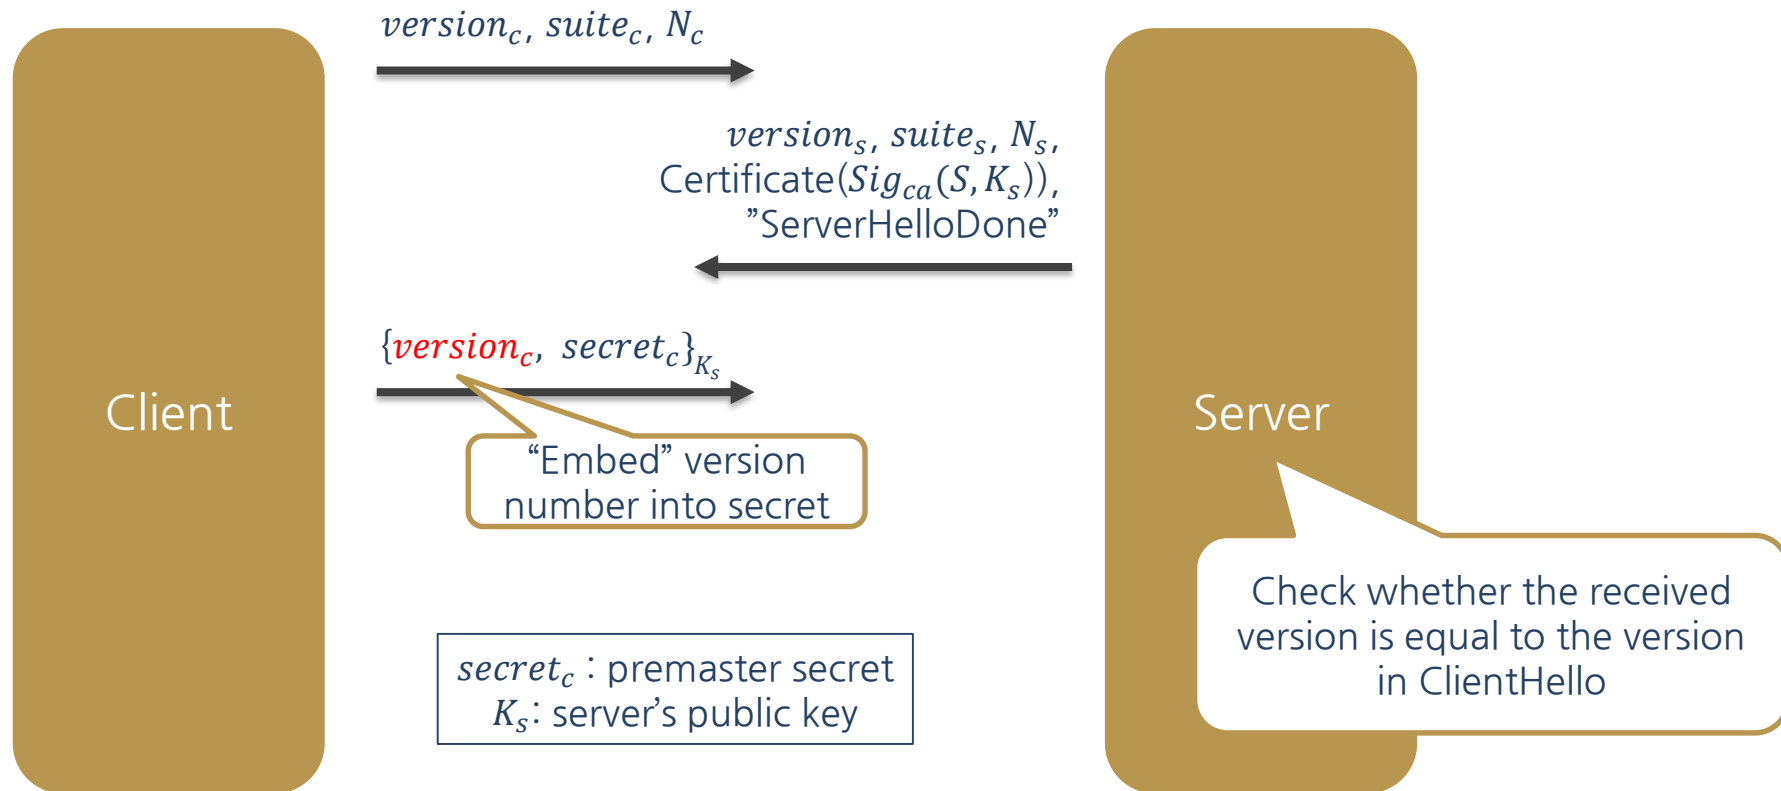 version_c, suite_c, N_c
version_s, suite_s, N_s,
Certificate(Sig_ca(S, K_s)),
”ServerHelloDone”
{version_c, secret_c}_K_s
Client
Server
“Embed” version
number into secret
Check whether the received
version is equal to the version
in ClientHello
secret_c : premaster secret
K_s: server’s public key